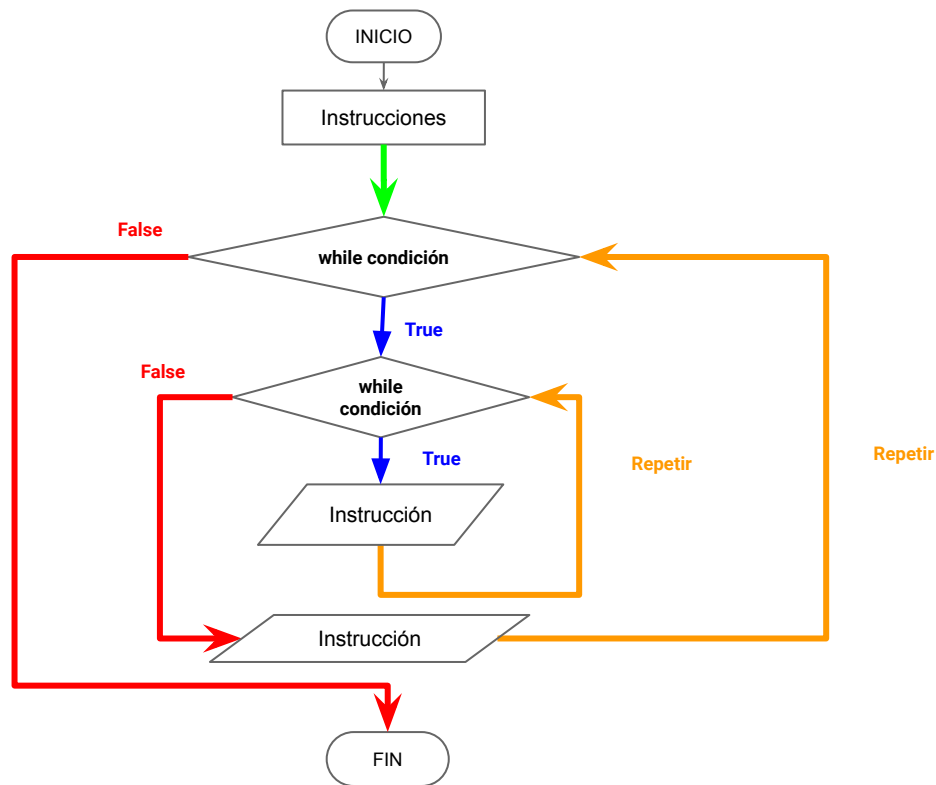 INICIO
Instrucciones
False
while condición
True
False
while
condición
True
Repetir
Repetir
Instrucción
Instrucción
FIN